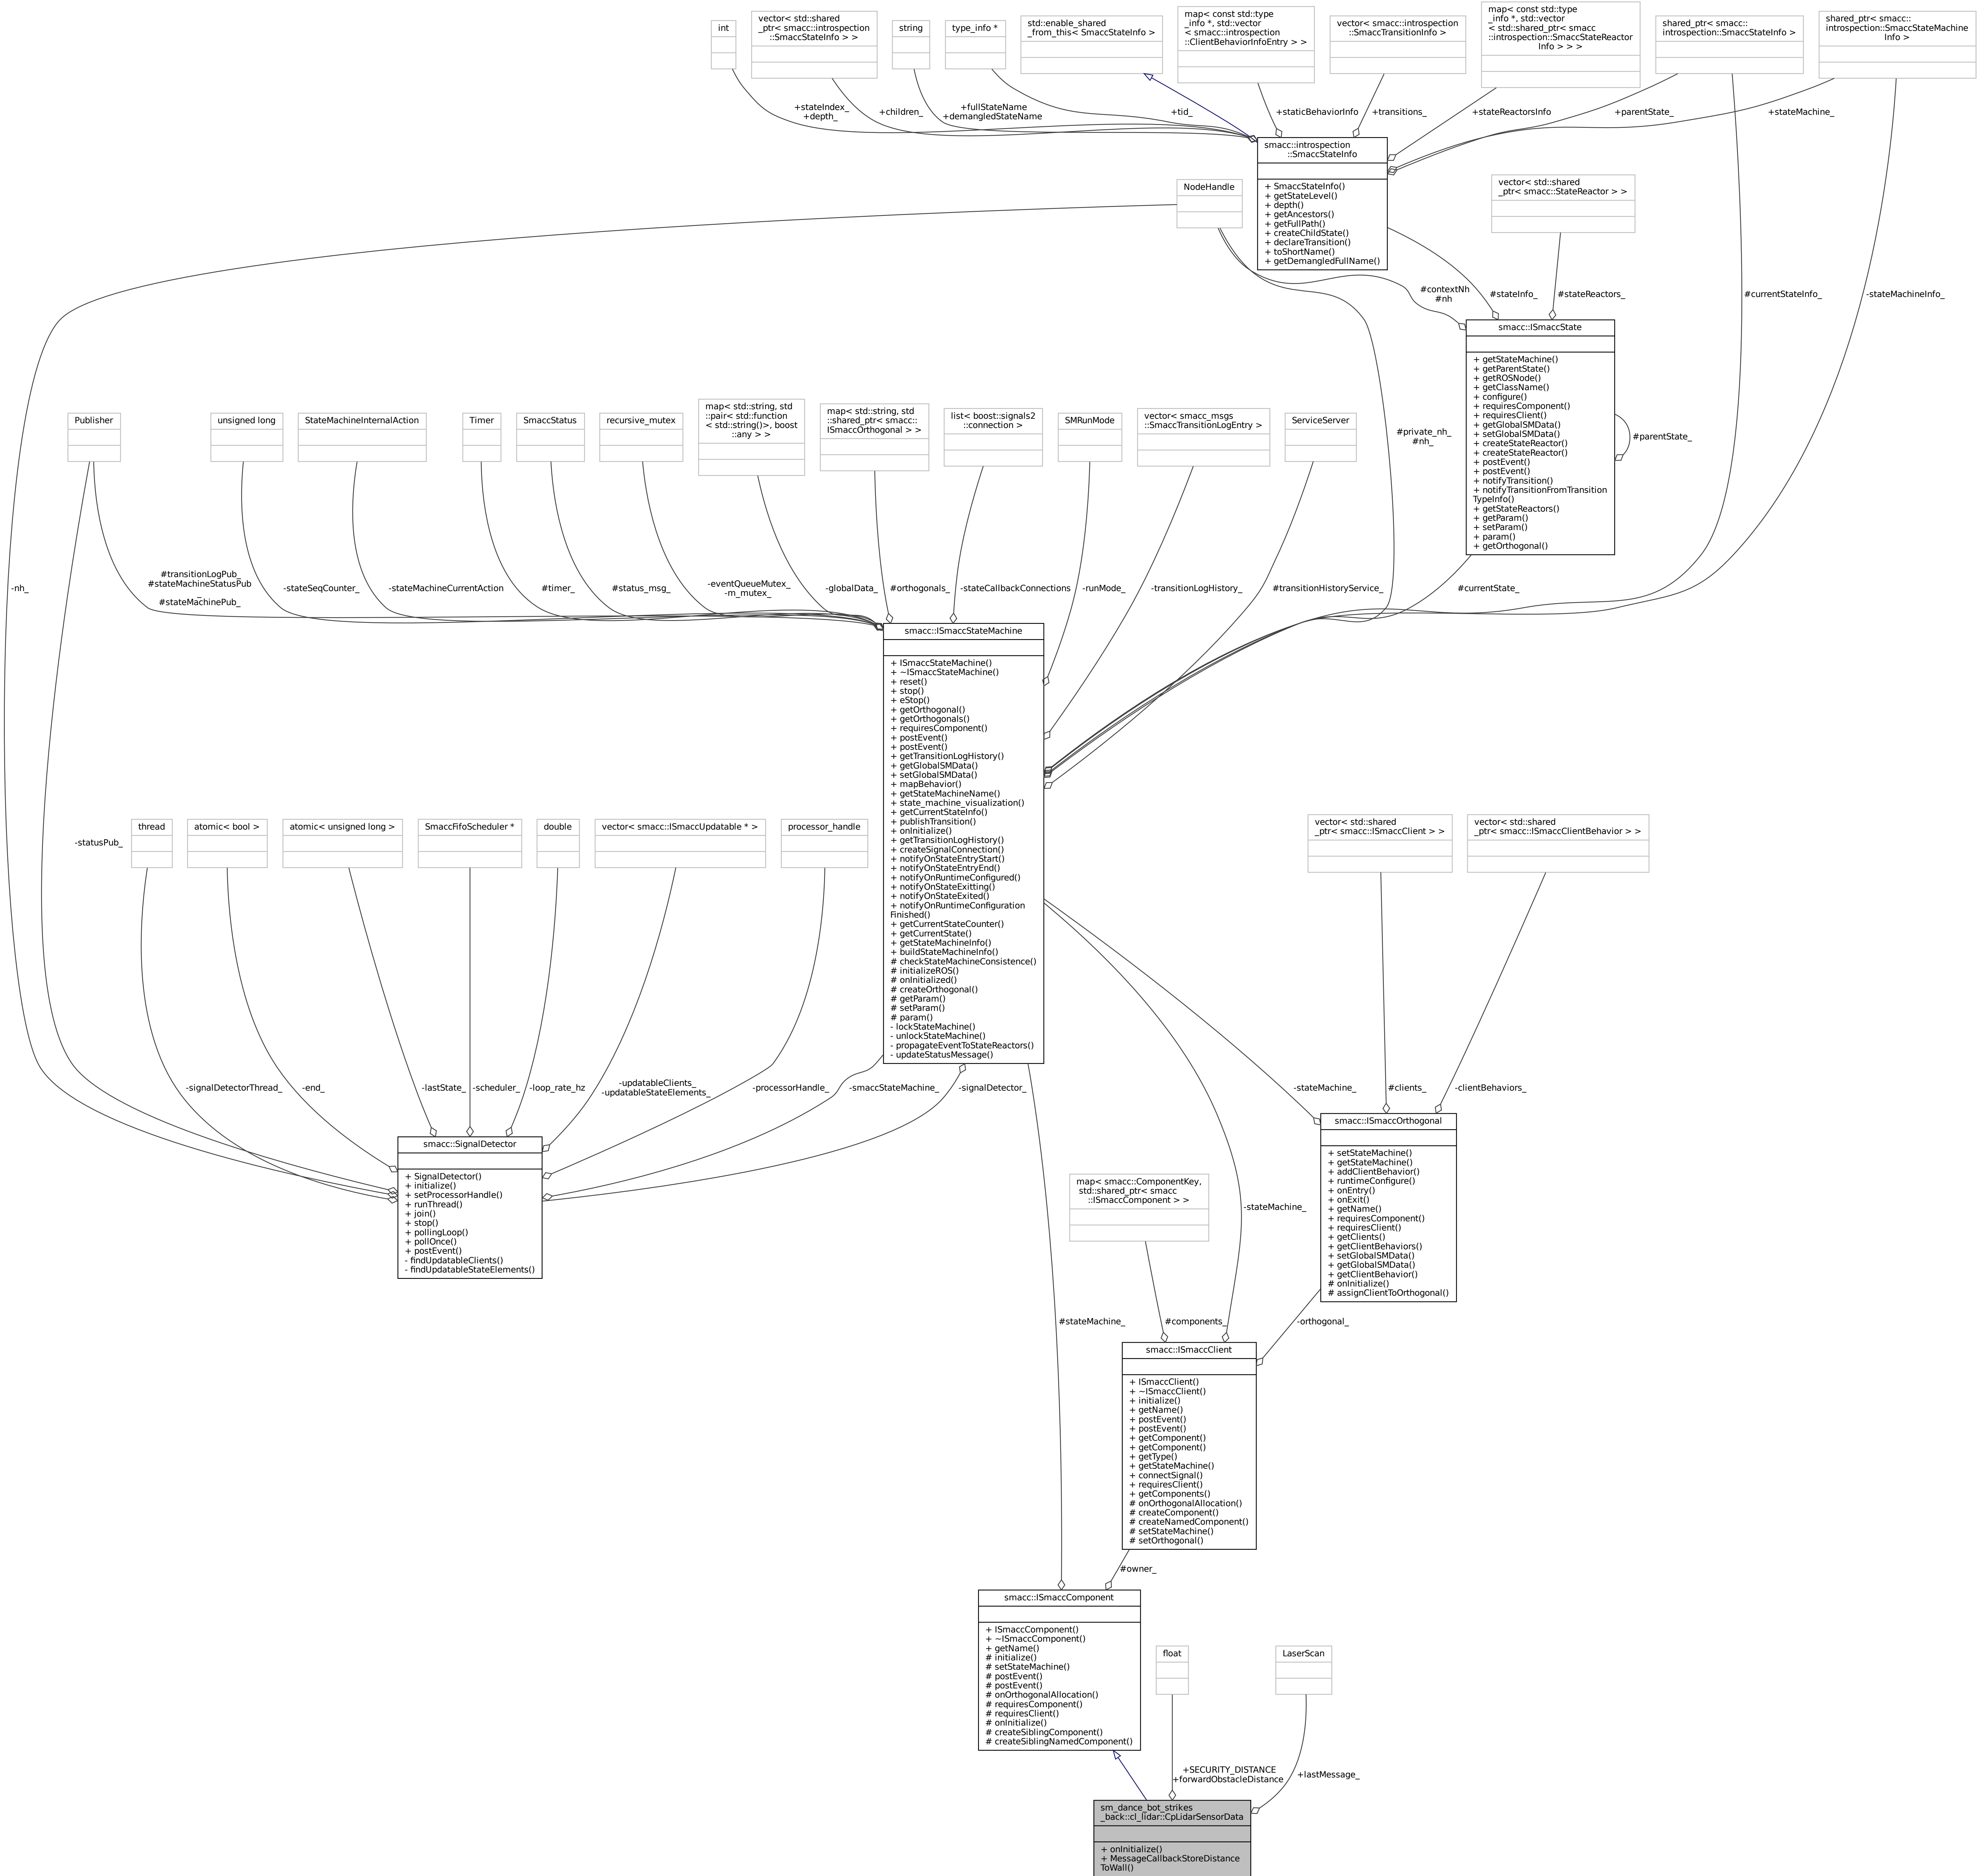 int
vector< std::shared
_ptr< smacc::introspection
::SmaccStateInfo > >
string
type_info *
std::enable_shared
_from_this< SmaccStateInfo >
map< const std::type
_info *, std::vector
< smacc::introspection
::ClientBehaviorInfoEntry > >
vector< smacc::introspection
::SmaccTransitionInfo >
map< const std::type
_info *, std::vector
< std::shared_ptr< smacc
::introspection::SmaccStateReactor
Info > > >
shared_ptr< smacc::
introspection::SmaccStateInfo >
shared_ptr< smacc::
introspection::SmaccStateMachine
Info >
+stateIndex_
+depth_
+children_
+fullStateName
+demangledStateName
+tid_
+staticBehaviorInfo
+transitions_
+stateReactorsInfo
+parentState_
+stateMachine_
smacc::introspection
::SmaccStateInfo
+ SmaccStateInfo()
+ getStateLevel()
+ depth()
+ getAncestors()
+ getFullPath()
+ createChildState()
+ declareTransition()
+ toShortName()
+ getDemangledFullName()
NodeHandle
vector< std::shared
_ptr< smacc::StateReactor > >
#contextNh
#nh
#stateInfo_
#stateReactors_
#currentStateInfo_
-stateMachineInfo_
smacc::ISmaccState
+ getStateMachine()
+ getParentState()
+ getROSNode()
+ getClassName()
+ configure()
+ requiresComponent()
+ requiresClient()
+ getGlobalSMData()
+ setGlobalSMData()
+ createStateReactor()
+ createStateReactor()
+ postEvent()
+ postEvent()
+ notifyTransition()
+ notifyTransitionFromTransition
TypeInfo()
+ getStateReactors()
+ getParam()
+ setParam()
+ param()
+ getOrthogonal()
#parentState_
Publisher
unsigned long
StateMachineInternalAction
Timer
SmaccStatus
recursive_mutex
map< std::string, std
::pair< std::function
< std::string()>, boost
::any > >
map< std::string, std
::shared_ptr< smacc::
ISmaccOrthogonal > >
list< boost::signals2
::connection >
SMRunMode
vector< smacc_msgs
::SmaccTransitionLogEntry >
ServiceServer
#private_nh_
#nh_
-nh_
#transitionLogPub_
#stateMachineStatusPub
_
#stateMachinePub_
-stateSeqCounter_
-stateMachineCurrentAction
#timer_
#status_msg_
-eventQueueMutex_
-m_mutex_
-globalData_
#orthogonals_
-stateCallbackConnections
-runMode_
-transitionLogHistory_
#transitionHistoryService_
#currentState_
smacc::ISmaccStateMachine
+ ISmaccStateMachine()
+ ~ISmaccStateMachine()
+ reset()
+ stop()
+ eStop()
+ getOrthogonal()
+ getOrthogonals()
+ requiresComponent()
+ postEvent()
+ postEvent()
+ getTransitionLogHistory()
+ getGlobalSMData()
+ setGlobalSMData()
+ mapBehavior()
+ getStateMachineName()
+ state_machine_visualization()
+ getCurrentStateInfo()
+ publishTransition()
+ onInitialize()
+ getTransitionLogHistory()
+ createSignalConnection()
+ notifyOnStateEntryStart()
+ notifyOnStateEntryEnd()
+ notifyOnRuntimeConfigured()
+ notifyOnStateExitting()
+ notifyOnStateExited()
+ notifyOnRuntimeConfiguration
Finished()
+ getCurrentStateCounter()
+ getCurrentState()
+ getStateMachineInfo()
+ buildStateMachineInfo()
# checkStateMachineConsistence()
# initializeROS()
# onInitialized()
# createOrthogonal()
# getParam()
# setParam()
# param()
- lockStateMachine()
- unlockStateMachine()
- propagateEventToStateReactors()
- updateStatusMessage()
-statusPub_
thread
atomic< bool >
atomic< unsigned long >
SmaccFifoScheduler *
double
vector< smacc::ISmaccUpdatable * >
processor_handle
vector< std::shared
_ptr< smacc::ISmaccClient > >
vector< std::shared
_ptr< smacc::ISmaccClientBehavior > >
-signalDetectorThread_
-end_
-lastState_
-scheduler_
-loop_rate_hz
-updatableClients_
-updatableStateElements_
-processorHandle_
-smaccStateMachine_
-signalDetector_
-stateMachine_
#clients_
-clientBehaviors_
smacc::SignalDetector
+ SignalDetector()
+ initialize()
+ setProcessorHandle()
+ runThread()
+ join()
+ stop()
+ pollingLoop()
+ pollOnce()
+ postEvent()
- findUpdatableClients()
- findUpdatableStateElements()
smacc::ISmaccOrthogonal
+ setStateMachine()
+ getStateMachine()
+ addClientBehavior()
+ runtimeConfigure()
+ onEntry()
+ onExit()
+ getName()
+ requiresComponent()
+ requiresClient()
+ getClients()
+ getClientBehaviors()
+ setGlobalSMData()
+ getGlobalSMData()
+ getClientBehavior()
# onInitialize()
# assignClientToOrthogonal()
map< smacc::ComponentKey,
std::shared_ptr< smacc
::ISmaccComponent > >
-stateMachine_
#stateMachine_
#components_
-orthogonal_
smacc::ISmaccClient
+ ISmaccClient()
+ ~ISmaccClient()
+ initialize()
+ getName()
+ postEvent()
+ postEvent()
+ getComponent()
+ getComponent()
+ getType()
+ getStateMachine()
+ connectSignal()
+ requiresClient()
+ getComponents()
# onOrthogonalAllocation()
# createComponent()
# createNamedComponent()
# setStateMachine()
# setOrthogonal()
#owner_
smacc::ISmaccComponent
+ ISmaccComponent()
+ ~ISmaccComponent()
+ getName()
# initialize()
# setStateMachine()
# postEvent()
# postEvent()
# onOrthogonalAllocation()
# requiresComponent()
# requiresClient()
# onInitialize()
# createSiblingComponent()
# createSiblingNamedComponent()
float
LaserScan
+SECURITY_DISTANCE
+forwardObstacleDistance
+lastMessage_
sm_dance_bot_strikes
_back::cl_lidar::CpLidarSensorData
+ onInitialize()
+ MessageCallbackStoreDistance
ToWall()